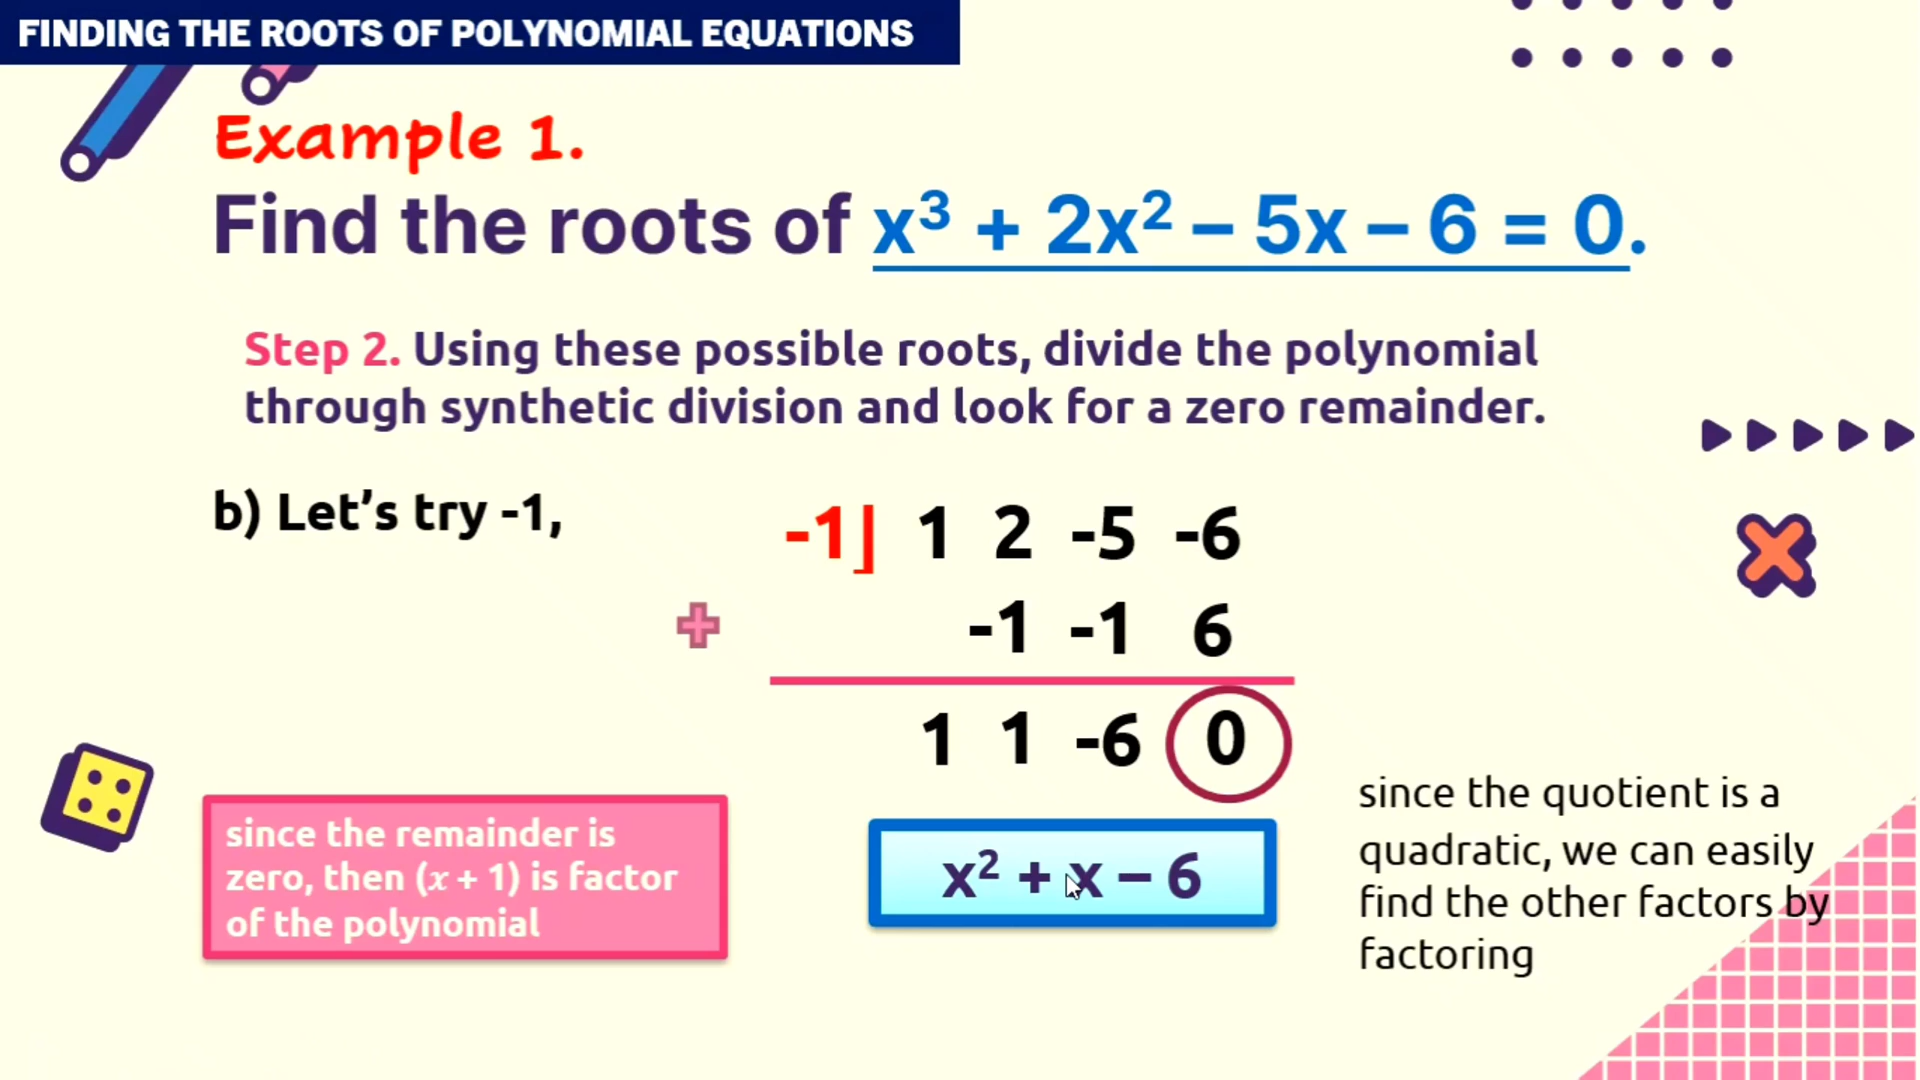 FINDING THE ROOTS OF POLYNOMIAL EQUATIONS
Example 1.
Find the roots of x³ + 2x² – 5x – 6 = 0.
Step 2. Using these possible roots, divide the polynomial
through synthetic division and look for a zero remainder.
b) Let’s try -1,
-1⌋ 1 2 -5 -6
+ -1 -1 6
1 1 -6 0
since the remainder is
zero, then (x + 1) is factor
of the polynomial
x² + x – 6
since the quotient is a
quadratic, we can easily
find the other factors by
factoring